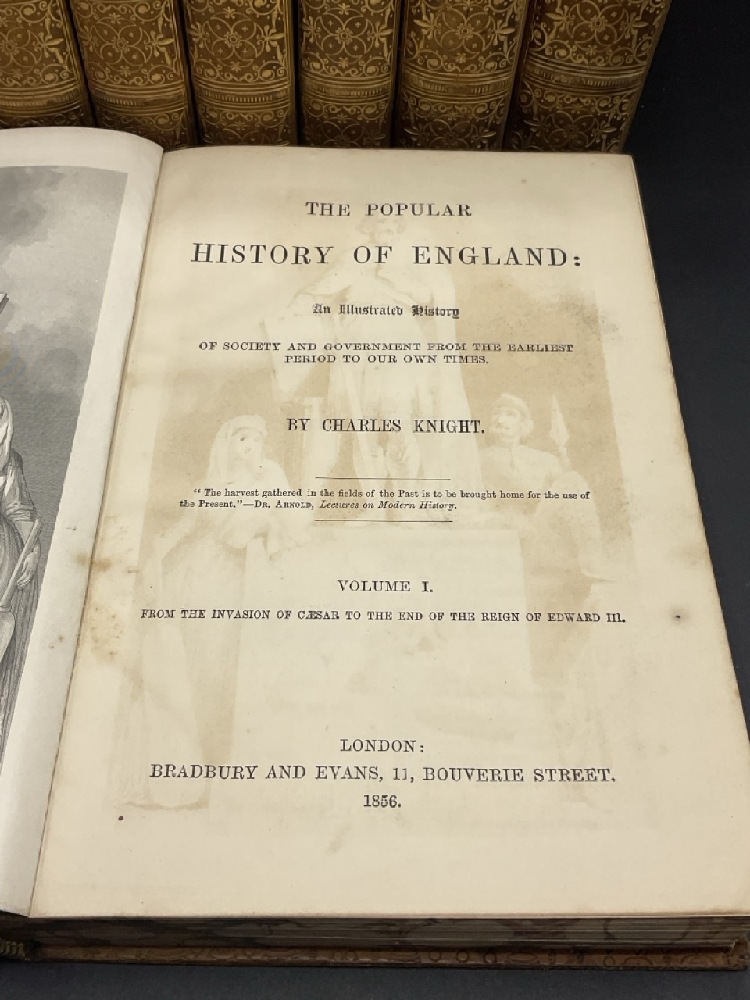 THE POPULAR
HISTORY OF ENGLAND:
An Illustrated History
OF SOCIETY AND GOVERNMENT FROM THE EARLIEST
PERIOD TO OUR OWN TIMES.
BY CHARLES KNIGHT.
"The harvest gathered in the fields of the Past is to be brought home for the use of
the Present."—DR. ARNOLD, Lectures on Modern History.
VOLUME I.
FROM THE INVASION OF CÆSAR TO THE END OF THE REIGN OF EDWARD III.
LONDON:
BRADBURY AND EVANS, 11, BOUVERIE STREET.
1856.